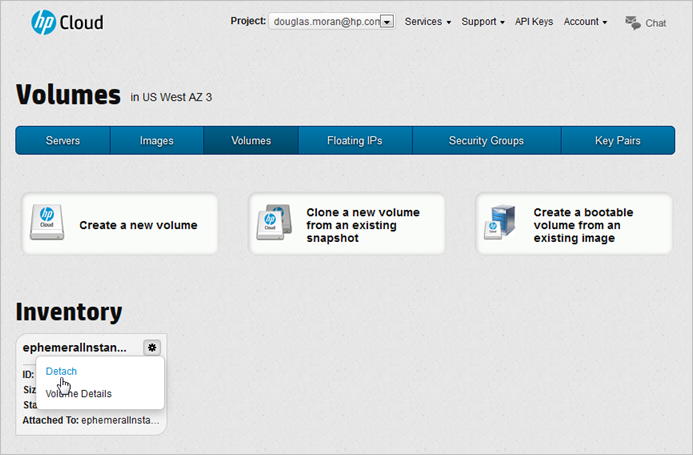 hp Cloud
Project: douglas.moran@hp.con Services Support API Keys Account Chat
Volumes in US West AZ 3
Servers Images Volumes Floating IPs Security Groups Key Pairs
hp Cloud
Create a new volume
hp Cloud
Clone a new volume
from an existing
snapshot
hp Cloud
Create a bootable
volume from an
existing image
Inventory
ephemeralInstan...
ID:
Detach
Siz
Volume Details
Sta
Attached To: ephemeralInsta...